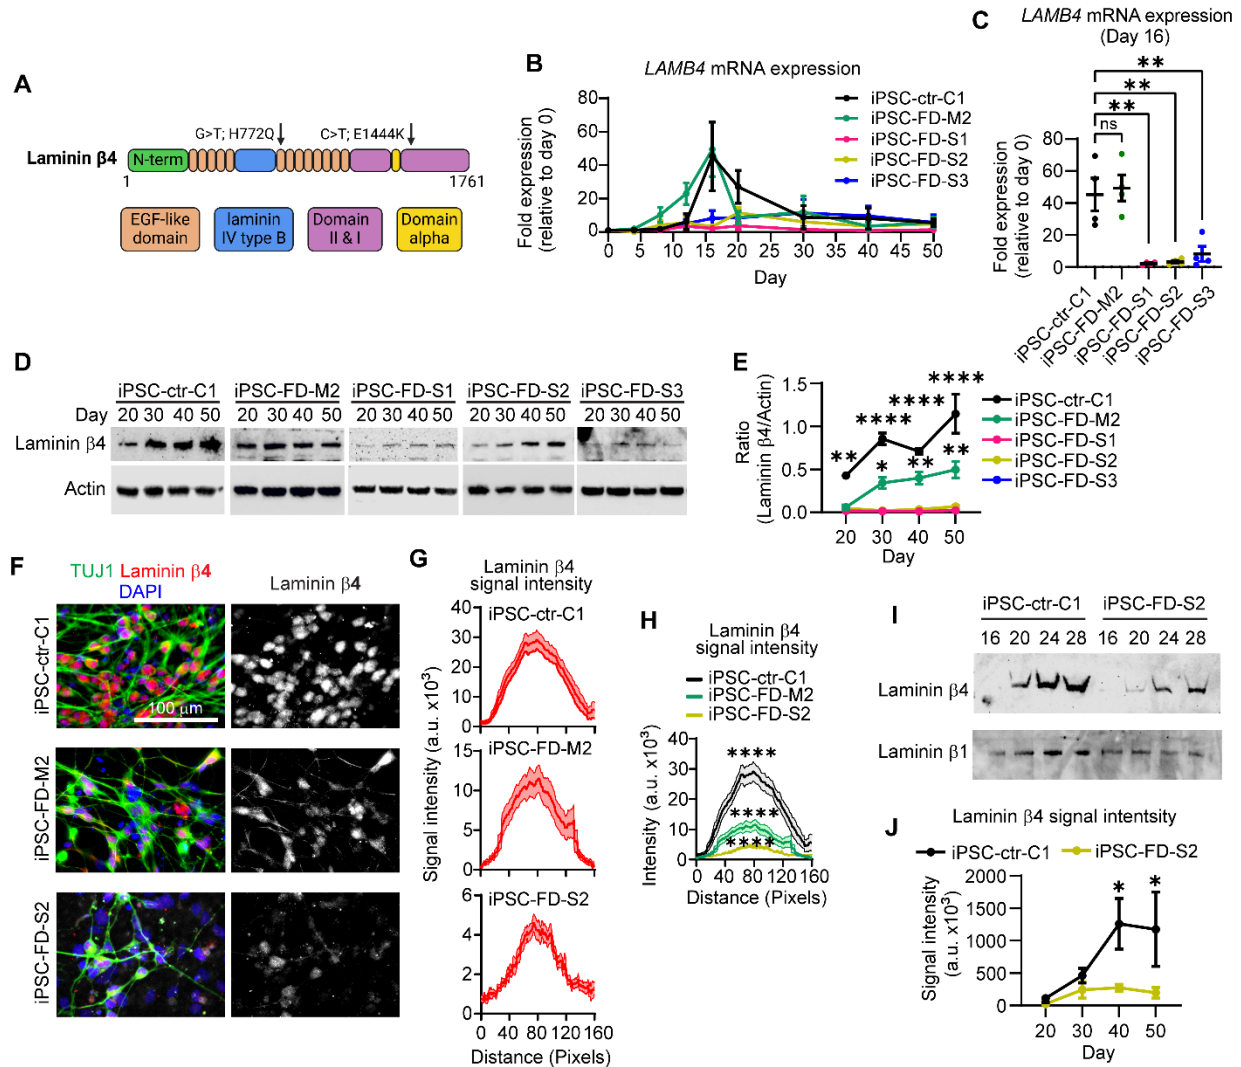 A
G>T; H772Q
C>T; E1444K
Laminin β4
N-term
1
1761
EGF-like domain
laminin IV type B
Domain II & I
Domain alpha
B
LAMB4 mRNA expression
Fold expression
(relative to day 0)
80
60
40
20
0
0 5 10 15 20 30 40 50
Day
iPSC-ctr-C1
iPSC-FD-M2
iPSC-FD-S1
iPSC-FD-S2
iPSC-FD-S3
C
LAMB4 mRNA expression
(Day 16)
**
**
**
ns
Fold expression
(relative to day 0)
80
60
40
20
0
iPSC-ctr-C1
iPSC-FD-M2
iPSC-FD-S1
iPSC-FD-S2
iPSC-FD-S3
D
iPSC-ctr-C1 iPSC-FD-M2 iPSC-FD-S1 iPSC-FD-S2 iPSC-FD-S3
Day 20 30 40 50 20 30 40 50 20 30 40 50 20 30 40 50 20 30 40 50
Laminin β4
Actin
E
Ratio
(Laminin β4/Actin)
1.5
1.0
0.5
0.0
** **** **** ****
* ** **
20 30 40 50
Day
iPSC-ctr-C1
iPSC-FD-M2
iPSC-FD-S1
iPSC-FD-S2
iPSC-FD-S3
F
TUJ1 Laminin β4
DAPI
Laminin β4
iPSC-ctr-C1
100 μm
iPSC-FD-M2
iPSC-FD-S2
G
Laminin β4
signal intensity
Signal intensity (a.u. x10³)
iPSC-ctr-C1
40
30
20
10
0
iPSC-FD-M2
15
10
5
0
iPSC-FD-S2
6
4
2
0
0 40 80 120 160
Distance (Pixels)
H
Laminin β4
signal intensity
iPSC-ctr-C1
iPSC-FD-M2
iPSC-FD-S2
Intensity (a.u. x10³)
40
30
20
10
0
****
****
****
0 40 80 120 160
Distance (Pixels)
I
iPSC-ctr-C1 iPSC-FD-S2
16 20 24 28 16 20 24 28
Laminin β4
Laminin β1
J
Laminin β4 signal intentsity
iPSC-ctr-C1 iPSC-FD-S2
Signal intensity
(a.u. x10³)
2000
1500
1000
500
0
* *
20 30 40 50
Day